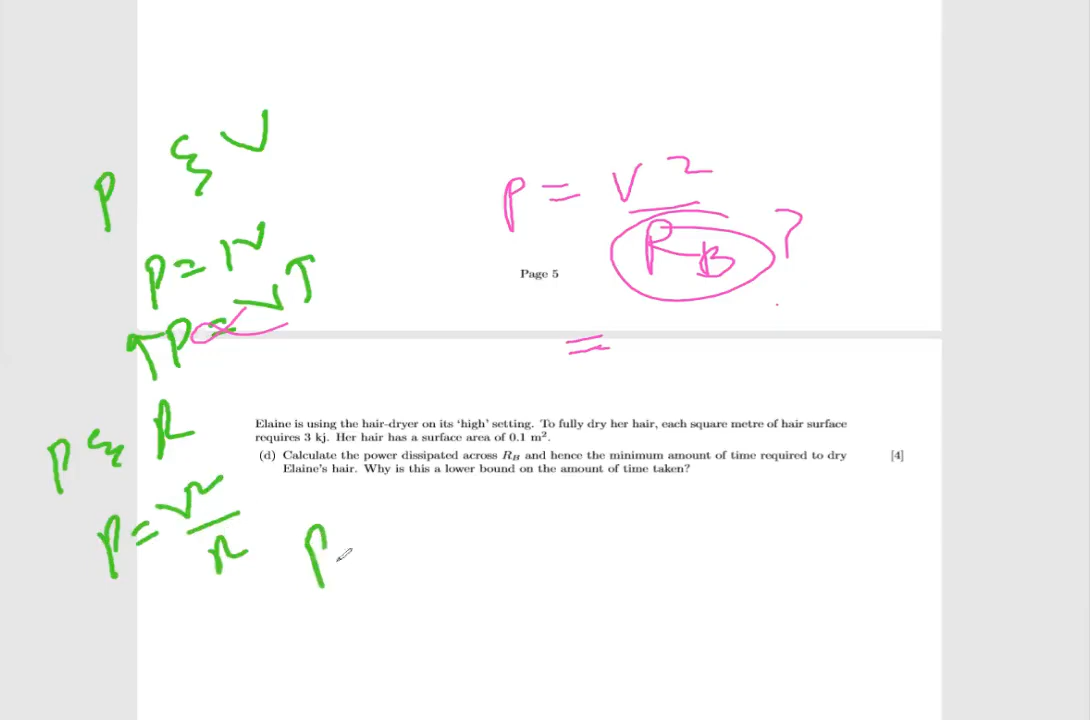 P & V
P = IV
↑P ∝ V↑
P & R
P = V²/R
P
P = V²/R_B ?
=
Page 5
Elaine is using the hair-dryer on its ‘high’ setting. To fully dry her hair, each square metre of hair surface
requires 3 kj. Her hair has a surface area of 0.1 m².
(d) Calculate the power dissipated across R_B and hence the minimum amount of time required to dry [4]
Elaine’s hair. Why is this a lower bound on the amount of time taken?